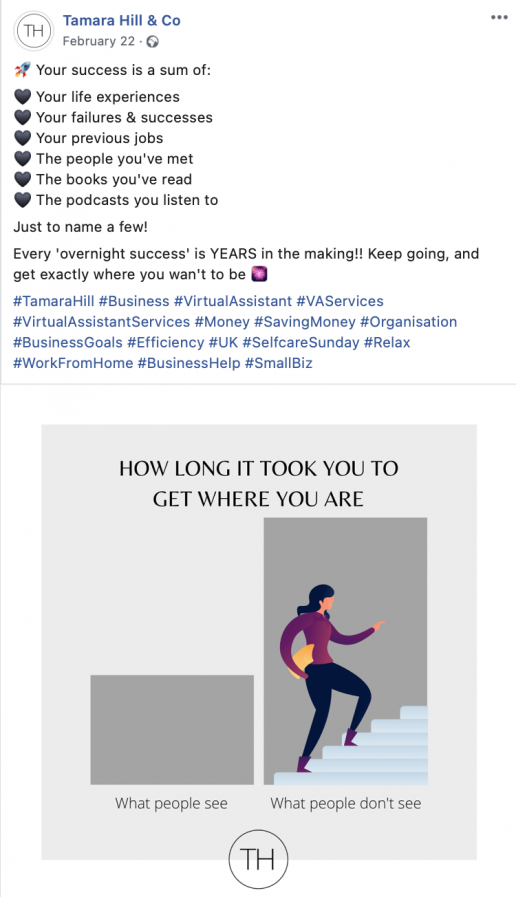 TH
Tamara Hill & Co
February 22 ·
🚀 Your success is a sum of:
🖤 Your life experiences
🖤 Your failures & successes
🖤 Your previous jobs
🖤 The people you've met
🖤 The books you've read
🖤 The podcasts you listen to
Just to name a few!
Every 'overnight success' is YEARS in the making!! Keep going, and
get exactly where you wan't to be 🎆
#TamaraHill #Business #VirtualAssistant #VAServices
#VirtualAssistantServices #Money #SavingMoney #Organisation
#BusinessGoals #Efficiency #UK #SelfcareSunday #Relax
#WorkFromHome #BusinessHelp #SmallBiz
HOW LONG IT TOOK YOU TO
GET WHERE YOU ARE
What people see
What people don't see
TH